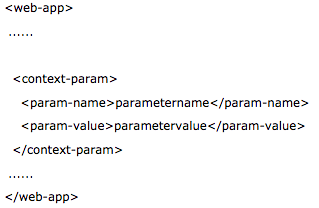 <web-app>
......
<context-param>
<param-name>parametername</param-name>
<param-value>parametervalue</param-value>
</context-param>
......
</web-app>